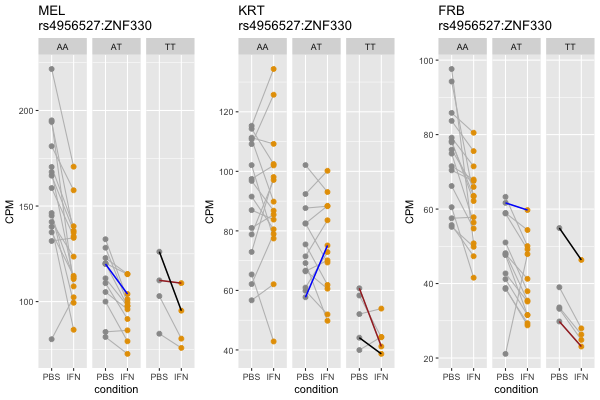 MEL
rs4956527:ZNF330
AA AT TT
CPM
200
100
PBS IFN PBS IFN PBS IFN
condition
KRT
rs4956527:ZNF330
AA AT TT
CPM
120
100
80
60
40
PBS IFN PBS IFN PBS IFN
condition
FRB
rs4956527:ZNF330
AA AT TT
CPM
100
80
60
40
20
PBS IFN PBS IFN PBS IFN
condition